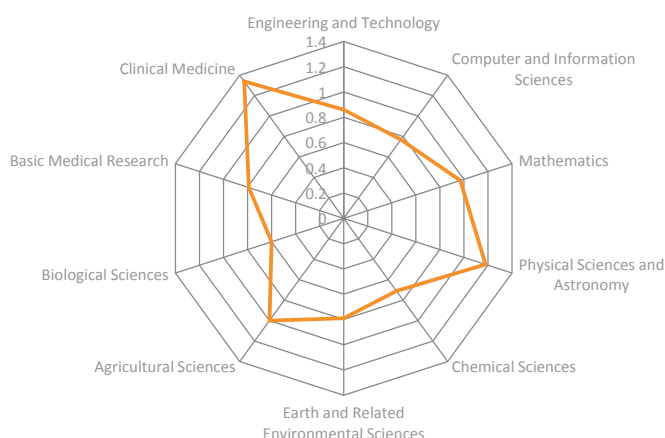 Engineering and Technology
1.4
1.2
1
0.8
0.6
0.4
0.2
0
Computer and Information
Sciences
Mathematics
Physical Sciences and
Astronomy
Chemical Sciences
Earth and Related
Environmental Sciences
Agricultural Sciences
Biological Sciences
Basic Medical Research
Clinical Medicine